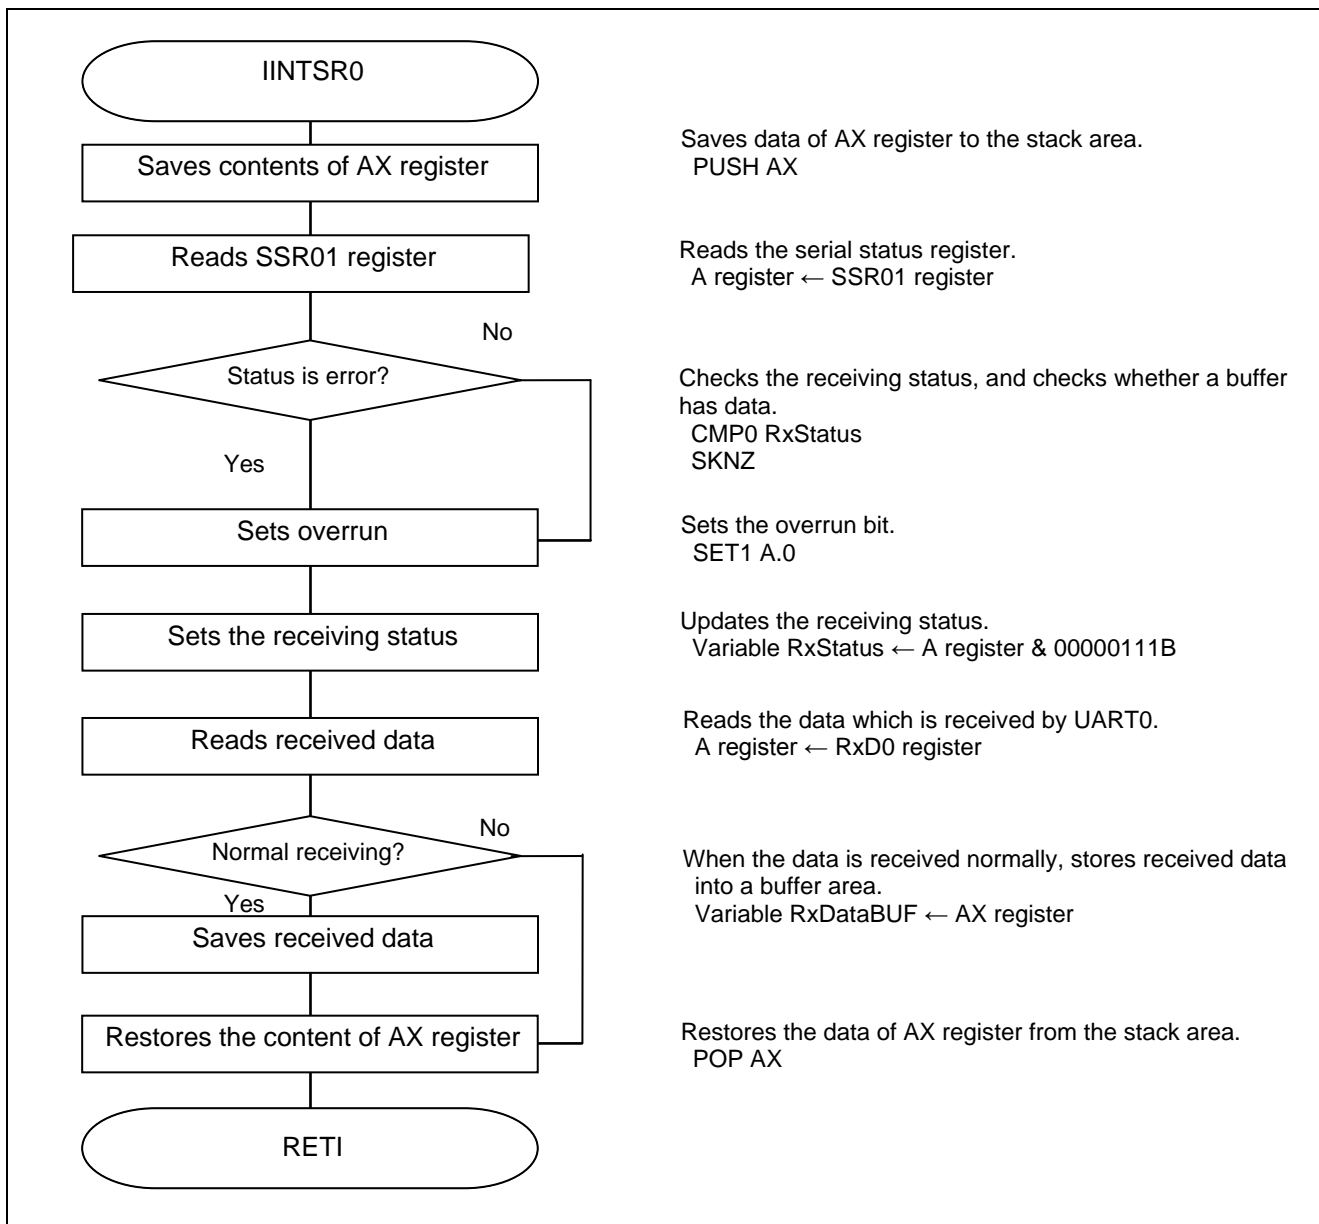 IINTSR0
Saves contents of AX register
Saves data of AX register to the stack area.
PUSH AX
Reads SSR01 register
Reads the serial status register.
A register ← SSR01 register
No
Status is error?
Checks the receiving status, and checks whether a buffer
has data.
CMP0 RxStatus
SKNZ
Yes
Sets overrun
Sets the overrun bit.
SET1 A.0
Sets the receiving status
Updates the receiving status.
Variable RxStatus ← A register & 00000111B
Reads received data
Reads the data which is received by UART0.
A register ← RxD0 register
No
Normal receiving?
When the data is received normally, stores received data
into a buffer area.
Variable RxDataBUF ← AX register
Yes
Saves received data
Restores the content of AX register
Restores the data of AX register from the stack area.
POP AX
RETI